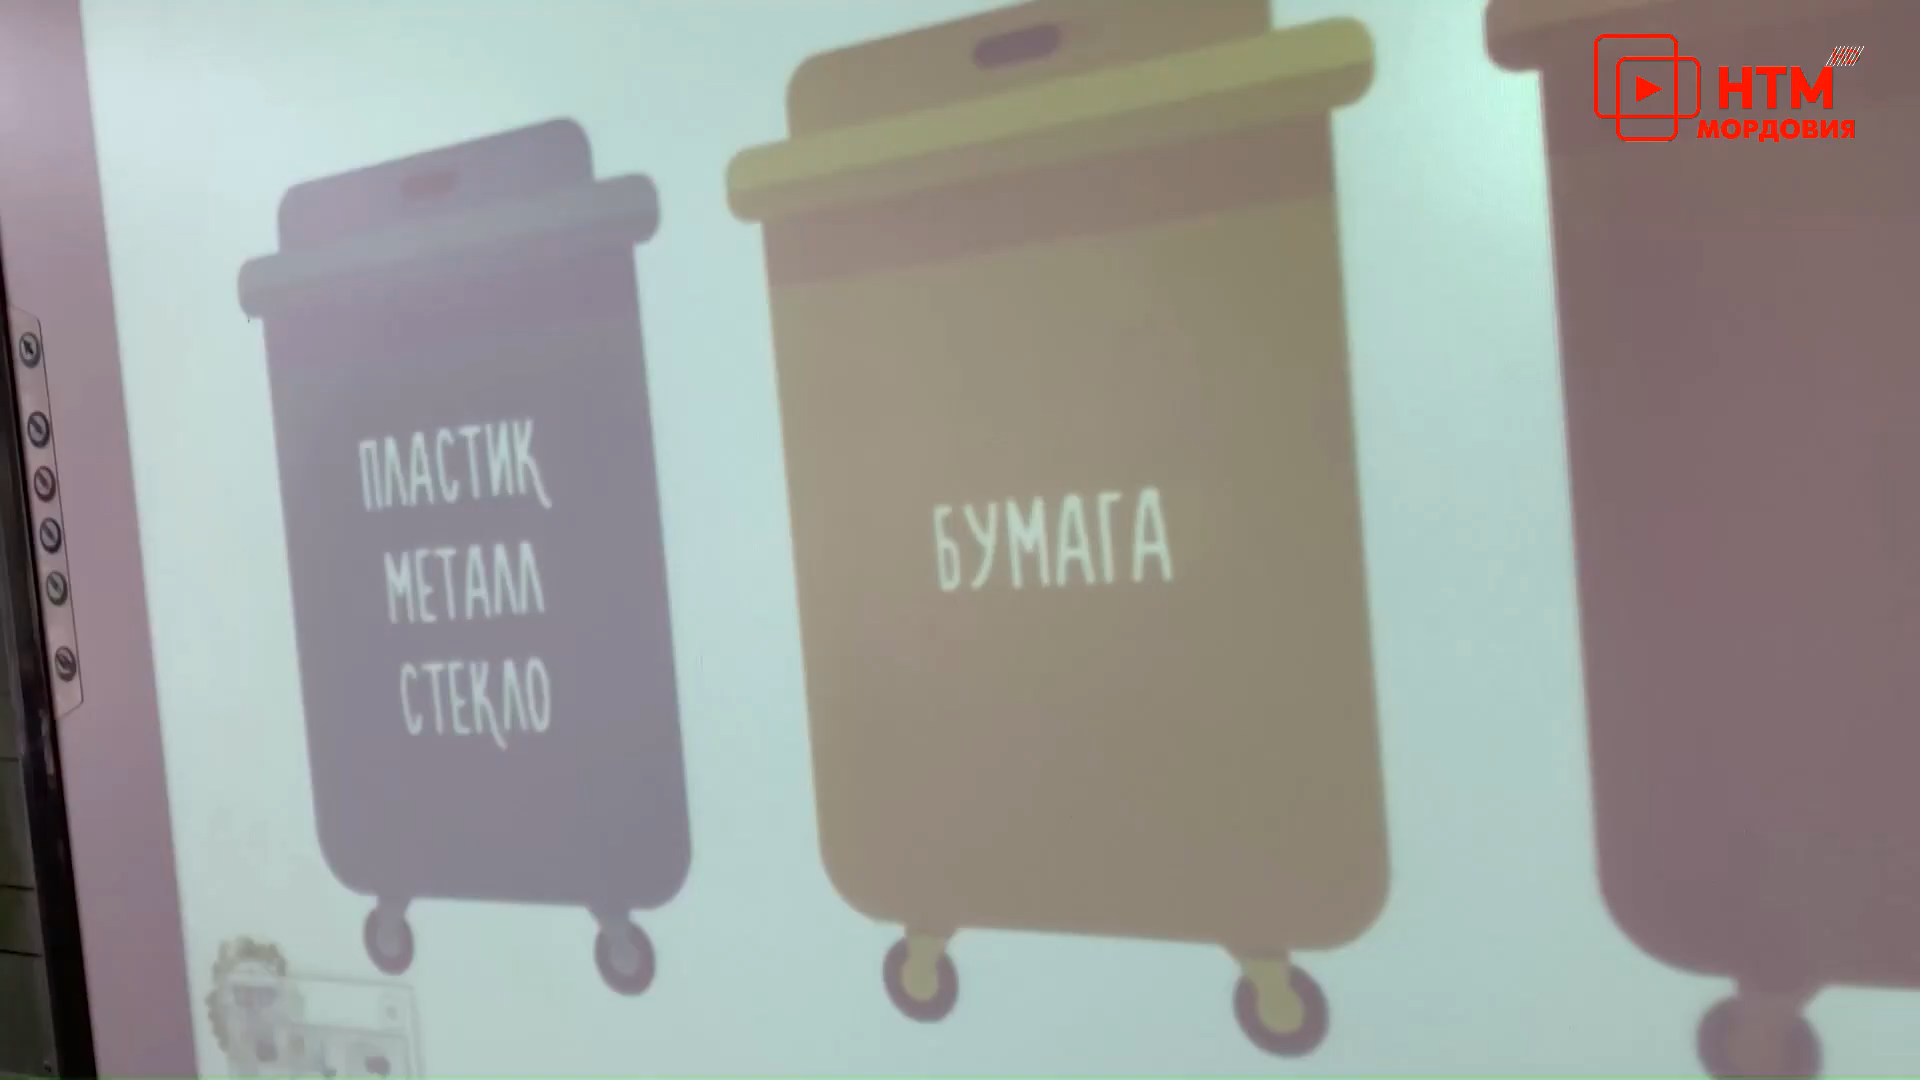 ПЛАСТИК
МЕТАЛЛ
СТЕКЛО
БУМАГА
НТМ
МОРДОВИЯ